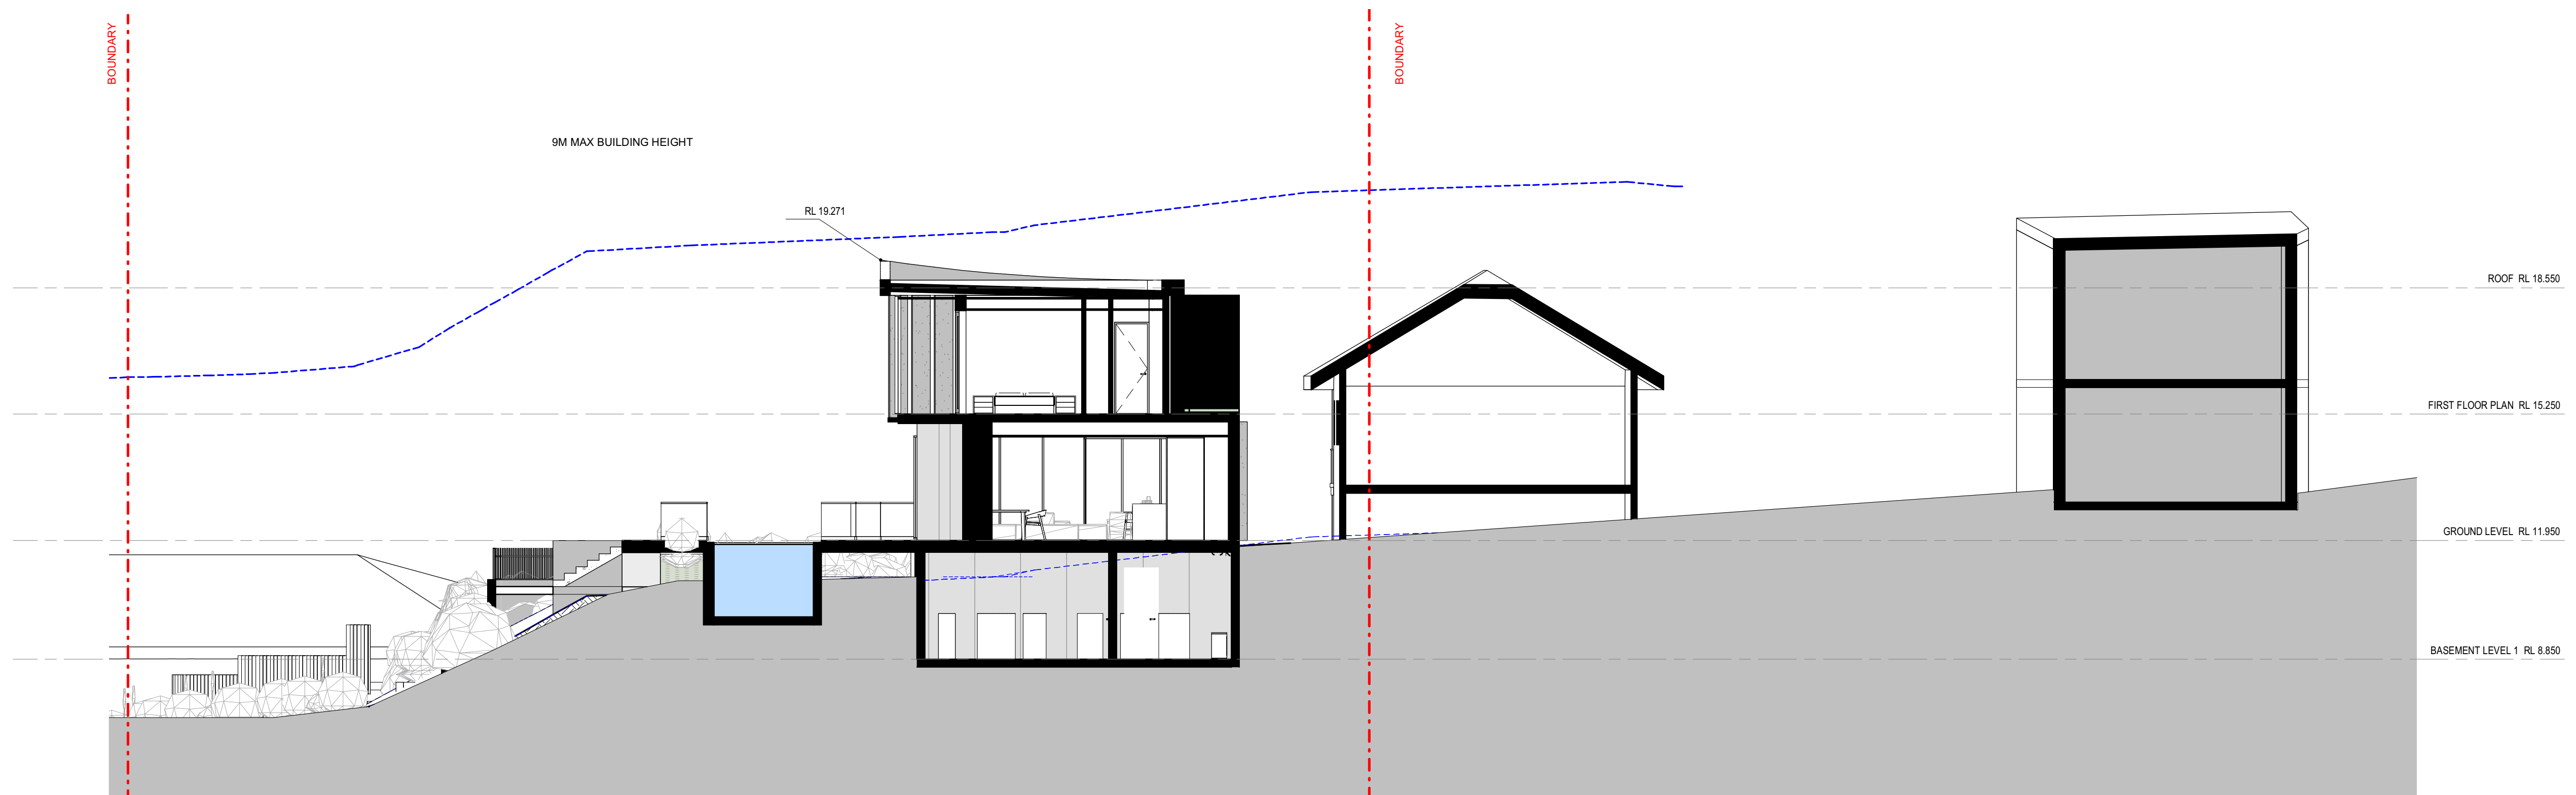 BOUNDARY
BOUNDARY
9M MAX BUILDING HEIGHT
RL 19.271
ROOF RL 18.550
FIRST FLOOR PLAN RL 15.250
GROUND LEVEL RL 11.950
BASEMENT LEVEL 1 RL 8.850